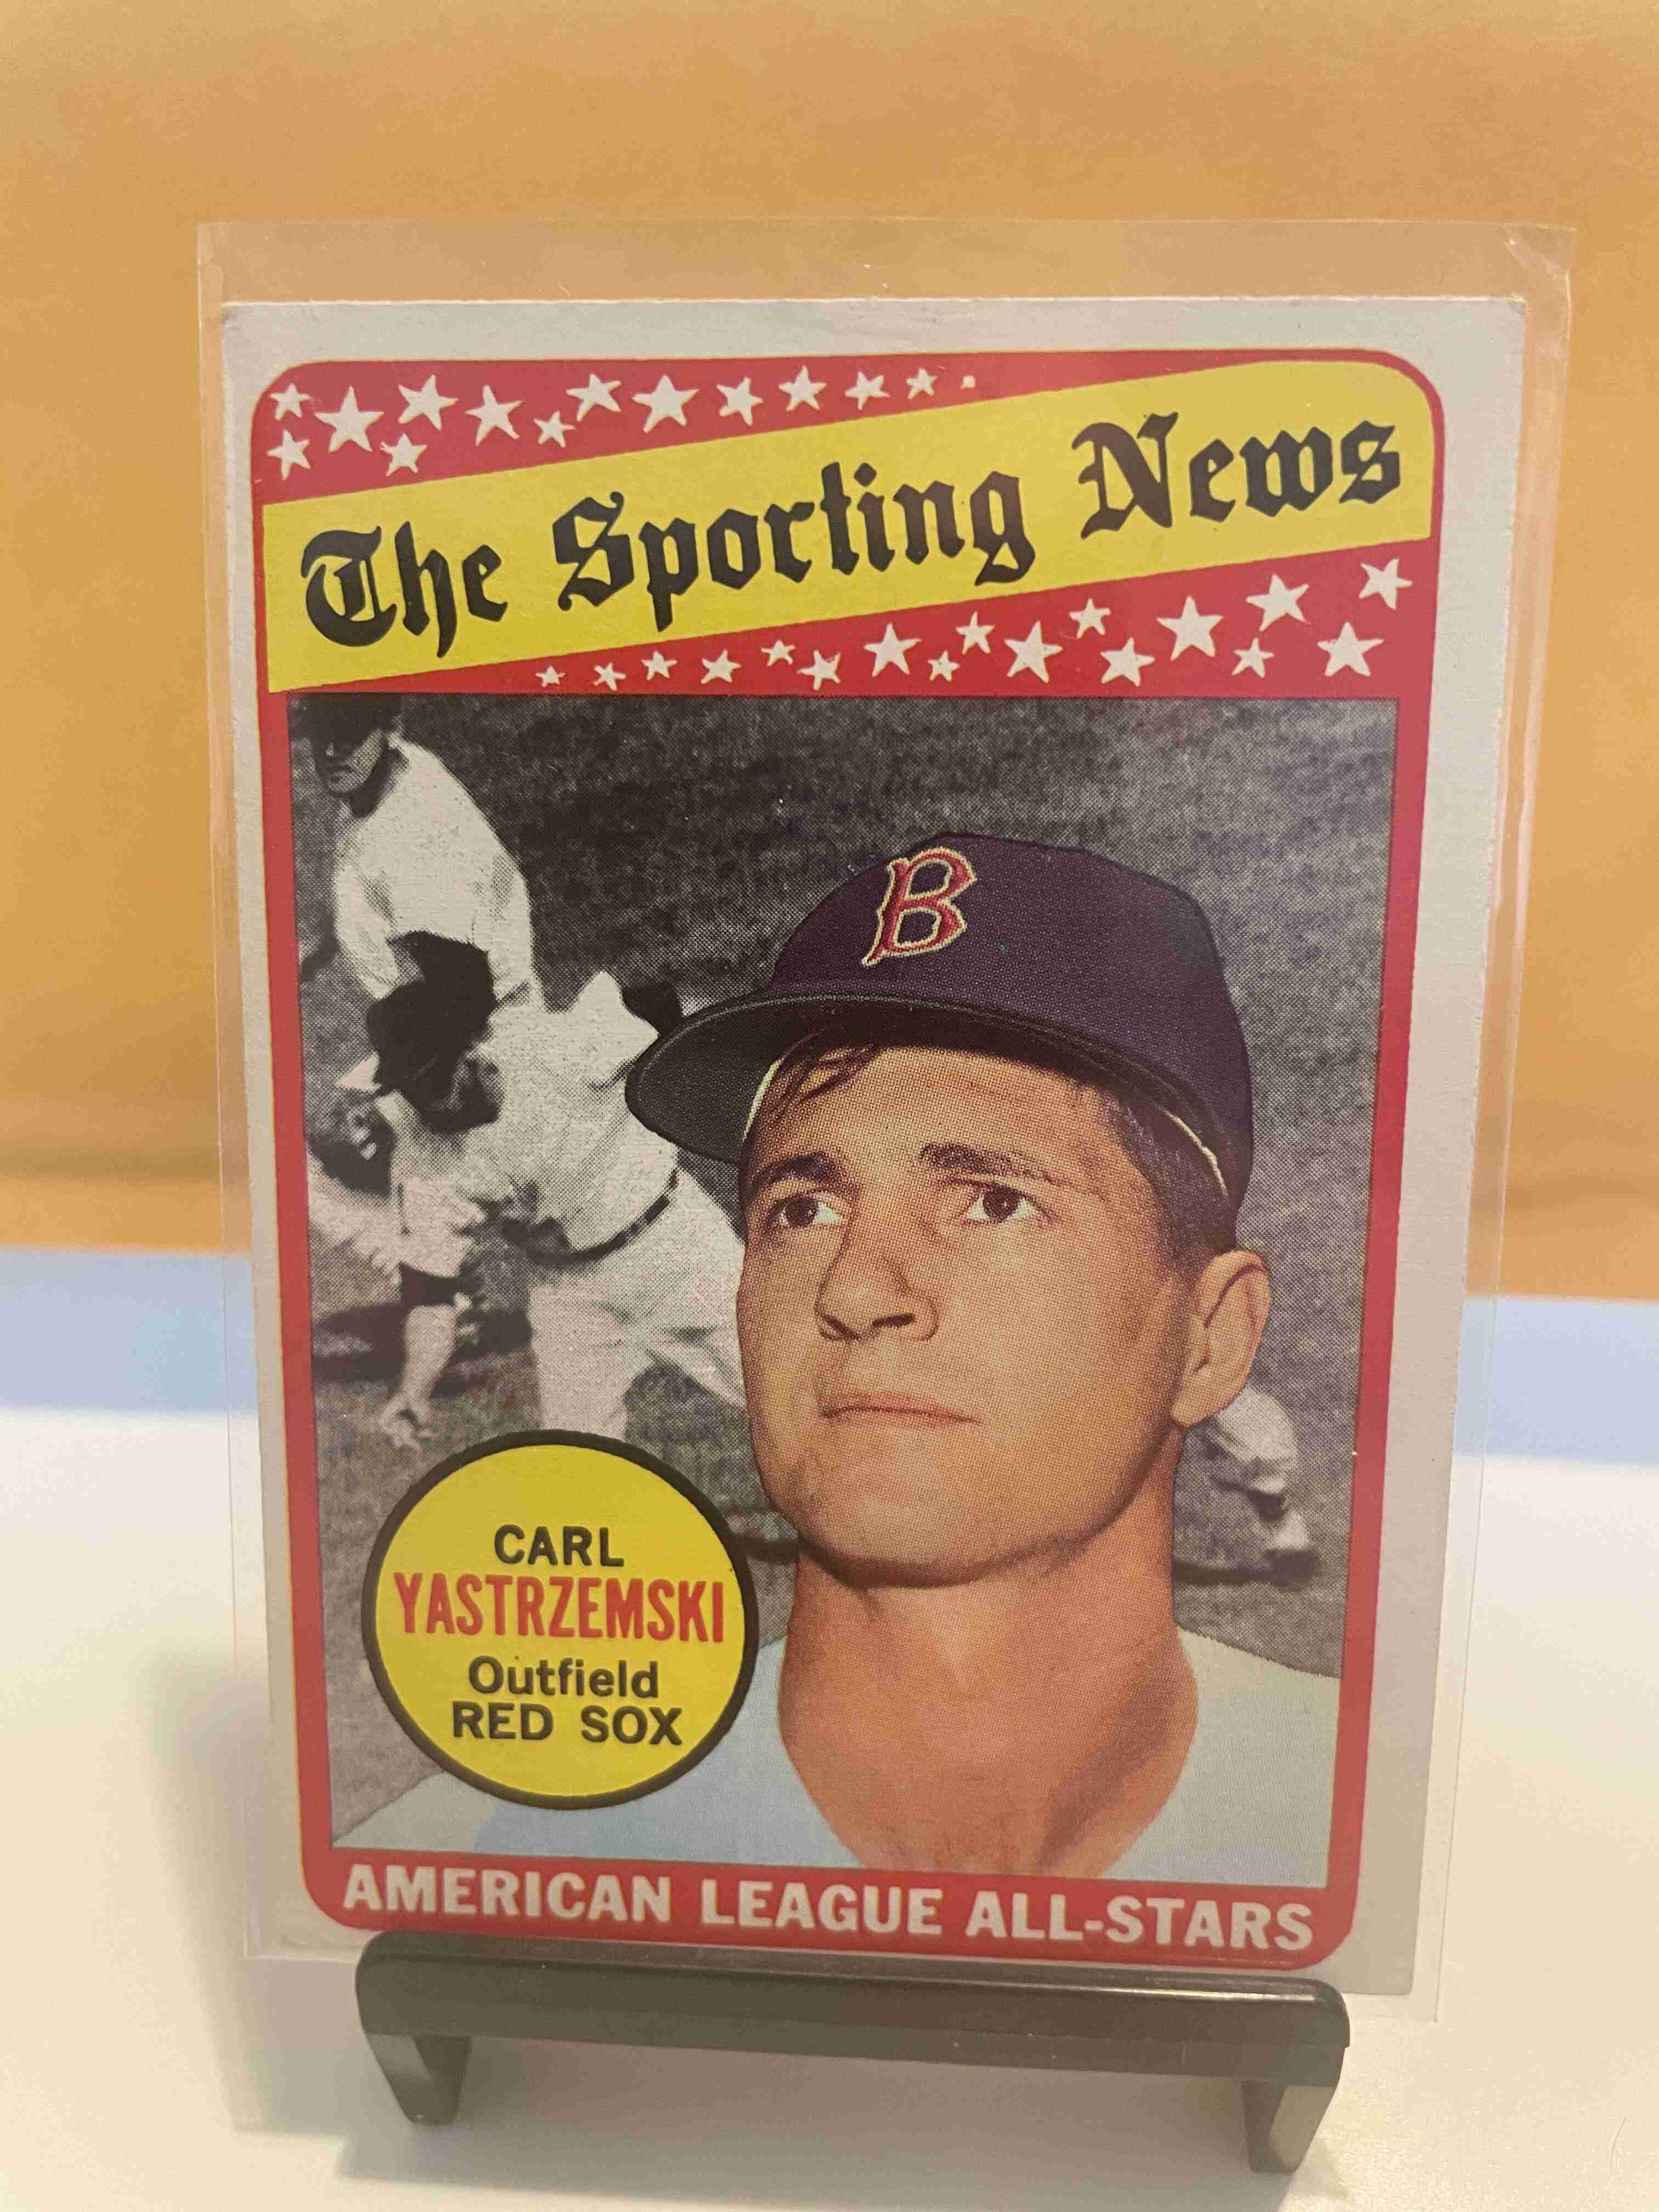 The Sporting News
B
CARL
YASTRZEMSKI
Outfield
RED SOX
AMERICAN LEAGUE ALL-STARS